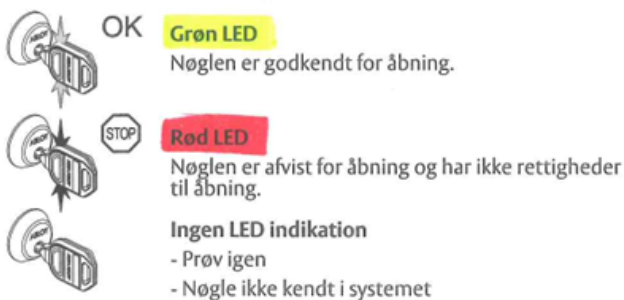 OK
Grøn LED
Nøglen er godkendt for åbning.
STOP
Rød LED
Nøglen er afvist for åbning og har ikke rettigheder
til åbning.
Ingen LED indikation
- Prøv igen
- Nøgle ikke kendt i systemet